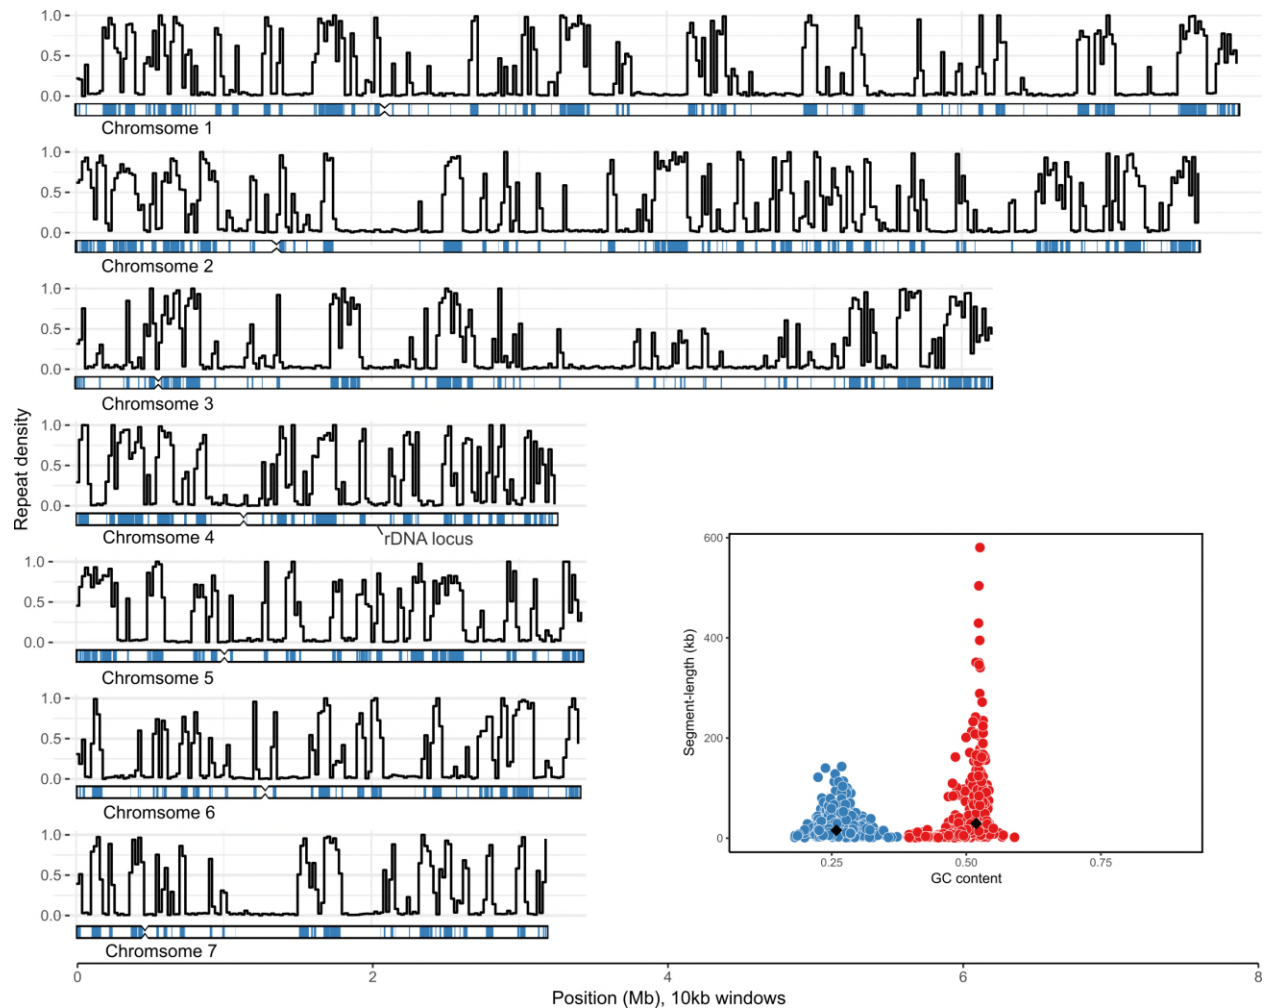 1.0
0.5
0.0
Chromsome 1
1.0
0.5
0.0
Chromsome 2
1.0
0.5
0.0
Chromsome 3
Repeat density
1.0
0.5
0.0
Chromsome 4
rDNA locus
1.0
0.5
0.0
Chromsome 5
1.0
0.5
0.0
Chromsome 6
1.0
0.5
0.0
Chromsome 7
0 2 4 6 8
Position (Mb), 10kb windows
600
400
200
0
Segment-length (kb)
0.25 0.50 0.75
GC content